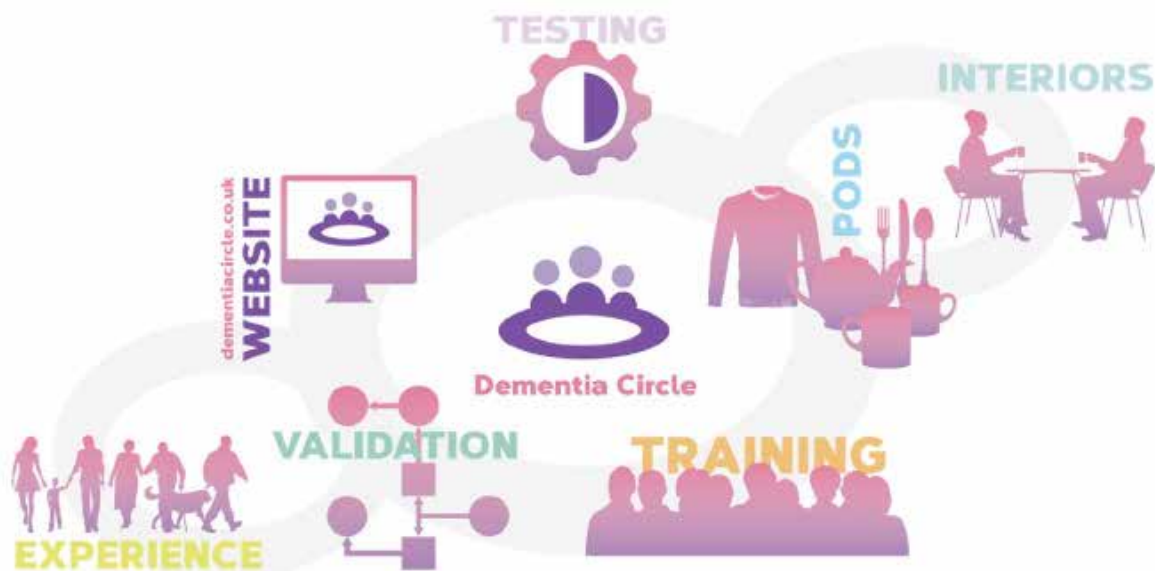 TESTING
INTERIORS
PODS
dementiacircle.co.uk
WEBSITE
Dementia Circle
VALIDATION
TRAINING
EXPERIENCE